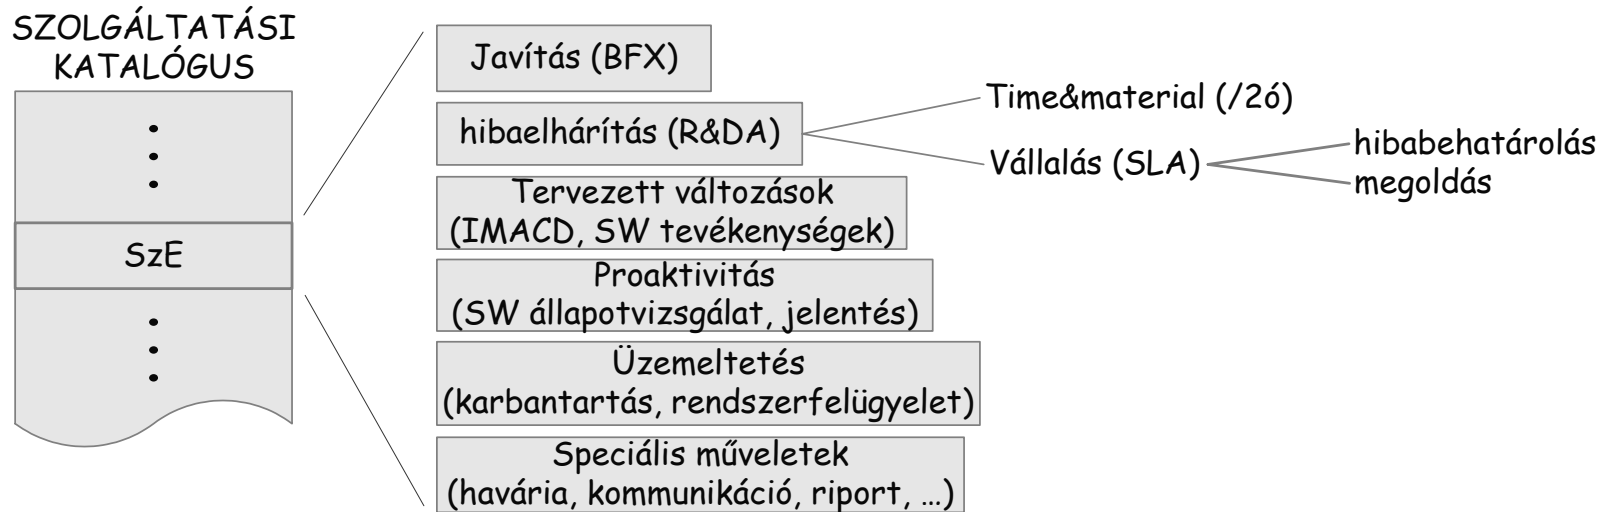 SZOLGÁLTATÁSI
KATALÓGUS
SzE
Javítás (BFX)
hibaelhárítás (R&DA)
Time&material (/2ó)
Vállalás (SLA)
hibabehatárolás
megoldás
Tervezett változások
(IMACD, SW tevékenységek)
Proaktivitás
(SW állapotvizsgálat, jelentés)
Üzemeltetés
(karbantartás, rendszerfelügyelet)
Speciális műveletek
(havária, kommunikáció, riport, …)